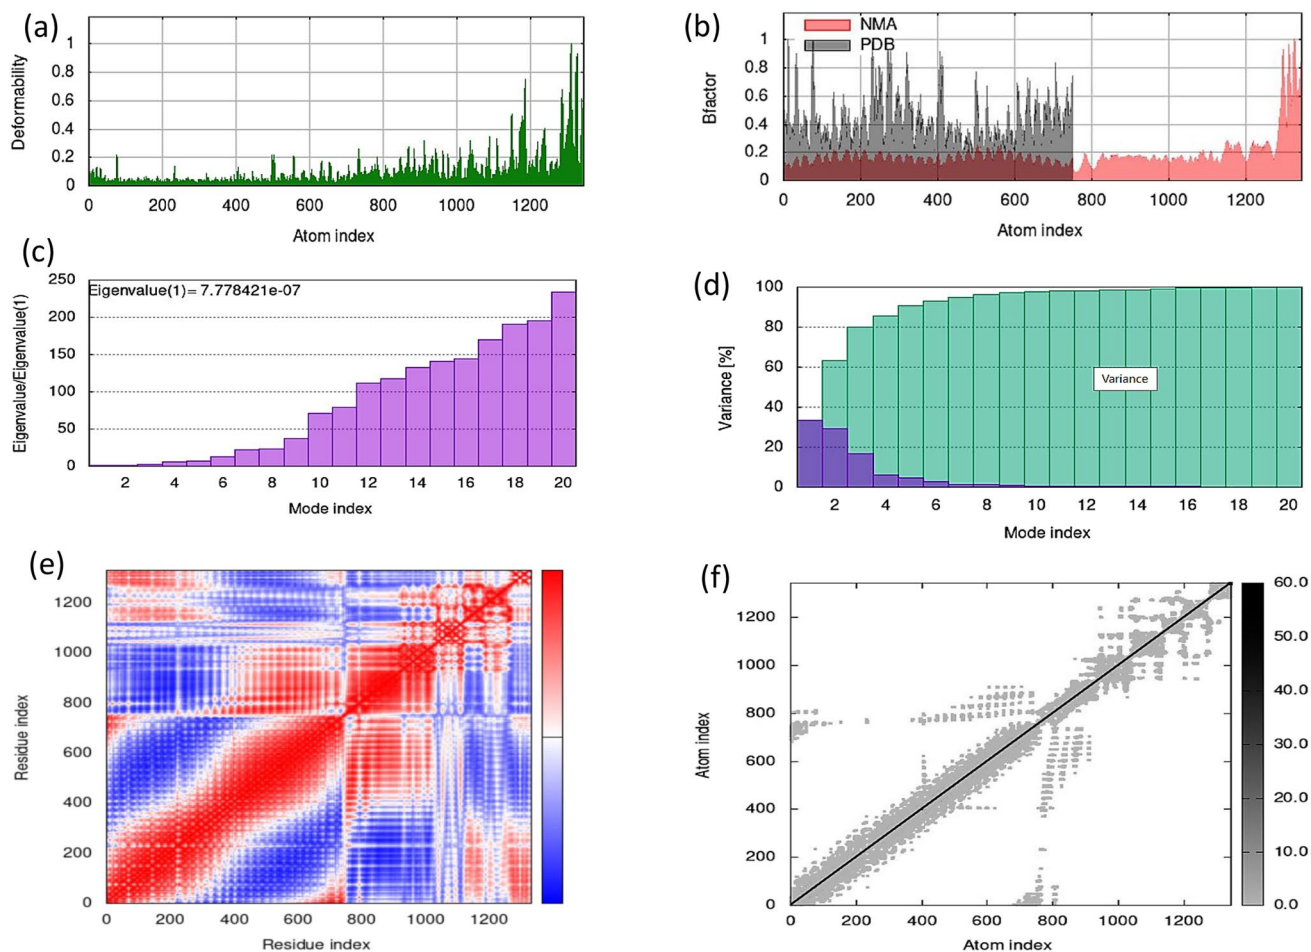 (a)
Deformability
1
0.8
0.6
0.4
0.2
0
0 200 400 600 800 1000 1200
Atom index
(b)
NMA
PDB
Bfactor
1
0.8
0.6
0.4
0.2
0
0 200 400 600 800 1000 1200
Atom index
(c)
Eigenvalue(1)= 7.778421e-07
Eigenvalue/Eigenvalue(1)
250
200
150
100
50
0
2 4 6 8 10 12 14 16 18 20
Mode index
(d)
Variance [%]
100
80
60
40
20
0
Variance
2 4 6 8 10 12 14 16 18 20
Mode index
(e)
Residue index
1200
1000
800
600
400
200
0
0 200 400 600 800 1000 1200
Residue index
(f)
Atom index
1200
1000
800
600
400
200
0
0 200 400 600 800 1000 1200
Atom index
60.0
50.0
40.0
30.0
20.0
10.0
0.0